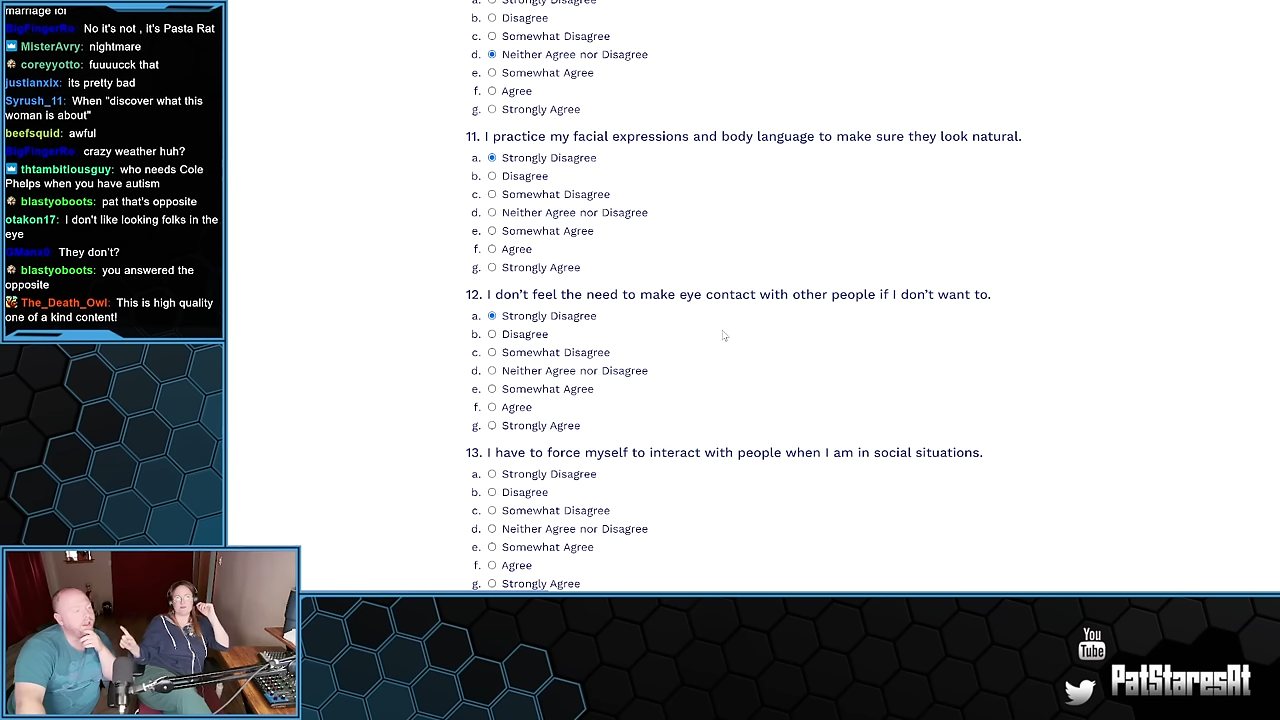 marriage lol
BigFingerRo: No it's not , it's Pasta Rat
MisterAvry: nightmare
coreyyotto: fuuuucck that
justianxix: its pretty bad
Syrush_11: When "discover what this
woman is about"
beefsquid: awful
BigFingerRo: crazy weather huh?
thtambitiousguy: who needs Cole
Phelps when you have autism
blastyoboots: pat that's opposite
otakon17: I don't like looking folks in the
eye
They don't?
blastyoboots: you answered the
opposite
The_Death_Owl: This is high quality
one of a kind content!
a. Strongly Disagree
b. Disagree
c. Somewhat Disagree
d. Neither Agree nor Disagree
e. Somewhat Agree
f. Agree
g. Strongly Agree
11. I practice my facial expressions and body language to make sure they look natural.
a. Strongly Disagree
b. Disagree
c. Somewhat Disagree
d. Neither Agree nor Disagree
e. Somewhat Agree
f. Agree
g. Strongly Agree
12. I don't feel the need to make eye contact with other people if I don't want to.
a. Strongly Disagree
b. Disagree
c. Somewhat Disagree
d. Neither Agree nor Disagree
e. Somewhat Agree
f. Agree
g. Strongly Agree
13. I have to force myself to interact with people when I am in social situations.
a. Strongly Disagree
b. Disagree
c. Somewhat Disagree
d. Neither Agree nor Disagree
e. Somewhat Agree
f. Agree
g. Strongly Agree
You
Tube
PatStaresAt